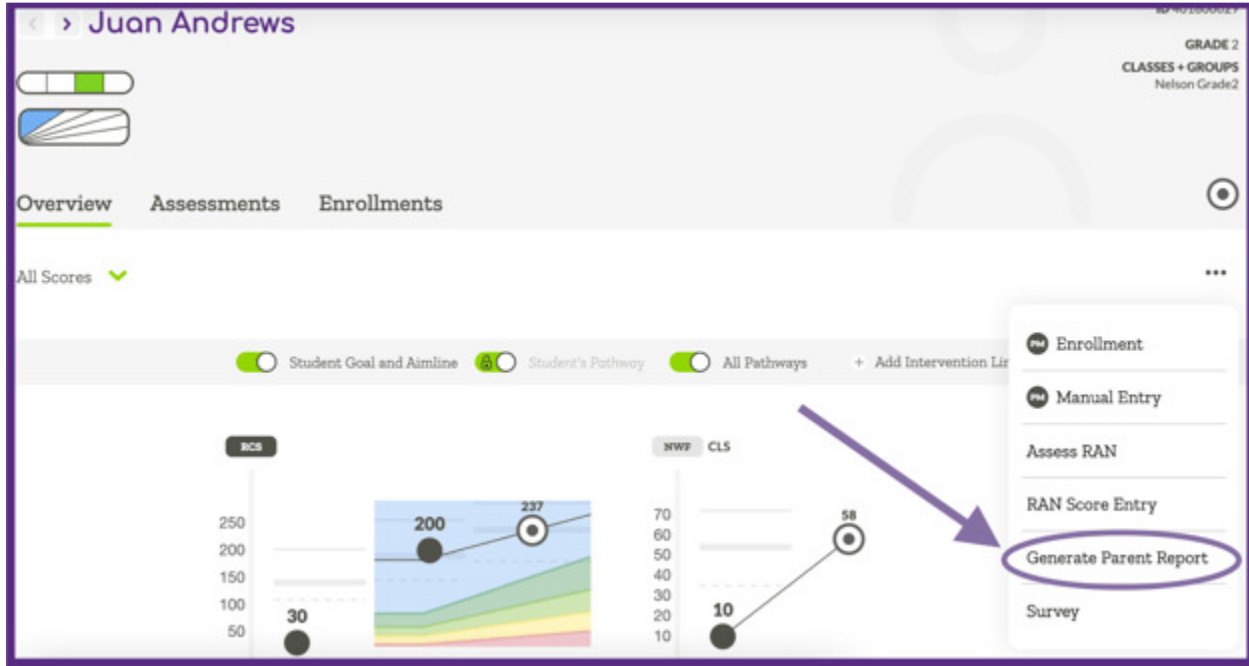 Juan Andrews
GRADE 2
CLASSES + GROUPS
Nelson Grade2
Overview Assessments Enrollments
All Scores
Student Goal and Aimline Student's Pathway All Pathways + Add Intervention Lin
PM Enrollment
PM Manual Entry
Assess RAN
RAN Score Entry
Generate Parent Report
Survey
RCS
250
200
150
100
50
30
200
237
NWF CLS
70
60
50
40
30
20
10
10
58